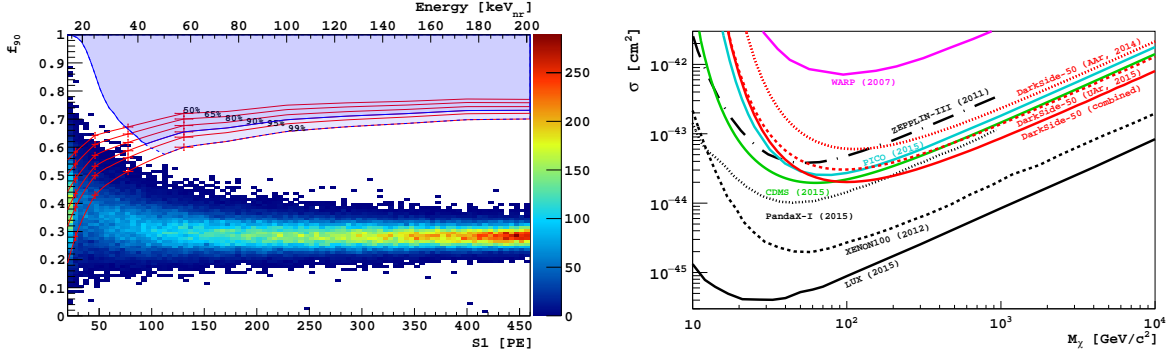 Energy [keVnr]
20 40 60 80 100 120 140 160 180 200
f90
1
0.9
0.8
0.7
0.6
0.5
0.4
0.3
0.2
0.1
0
50% 65% 80% 90% 95% 99%
50 100 150 200 250 300 350 400 450
S1 [PE]
250
200
150
100
50
0
σ [cm²]
10⁻⁴²
10⁻⁴³
10⁻⁴⁴
10⁻⁴⁵
WARP (2007)
DarkSide-50 (AAr, 2014)
ZEPPLIN-III (2011)
DarkSide-50 (UAr, 2015)
DarkSide-50 (combined)
PICO (2015)
CDMS (2015)
PandaX-I (2015)
XENON100 (2012)
LUX (2015)
10 10² 10³ 10⁴
Mχ [GeV/c²]